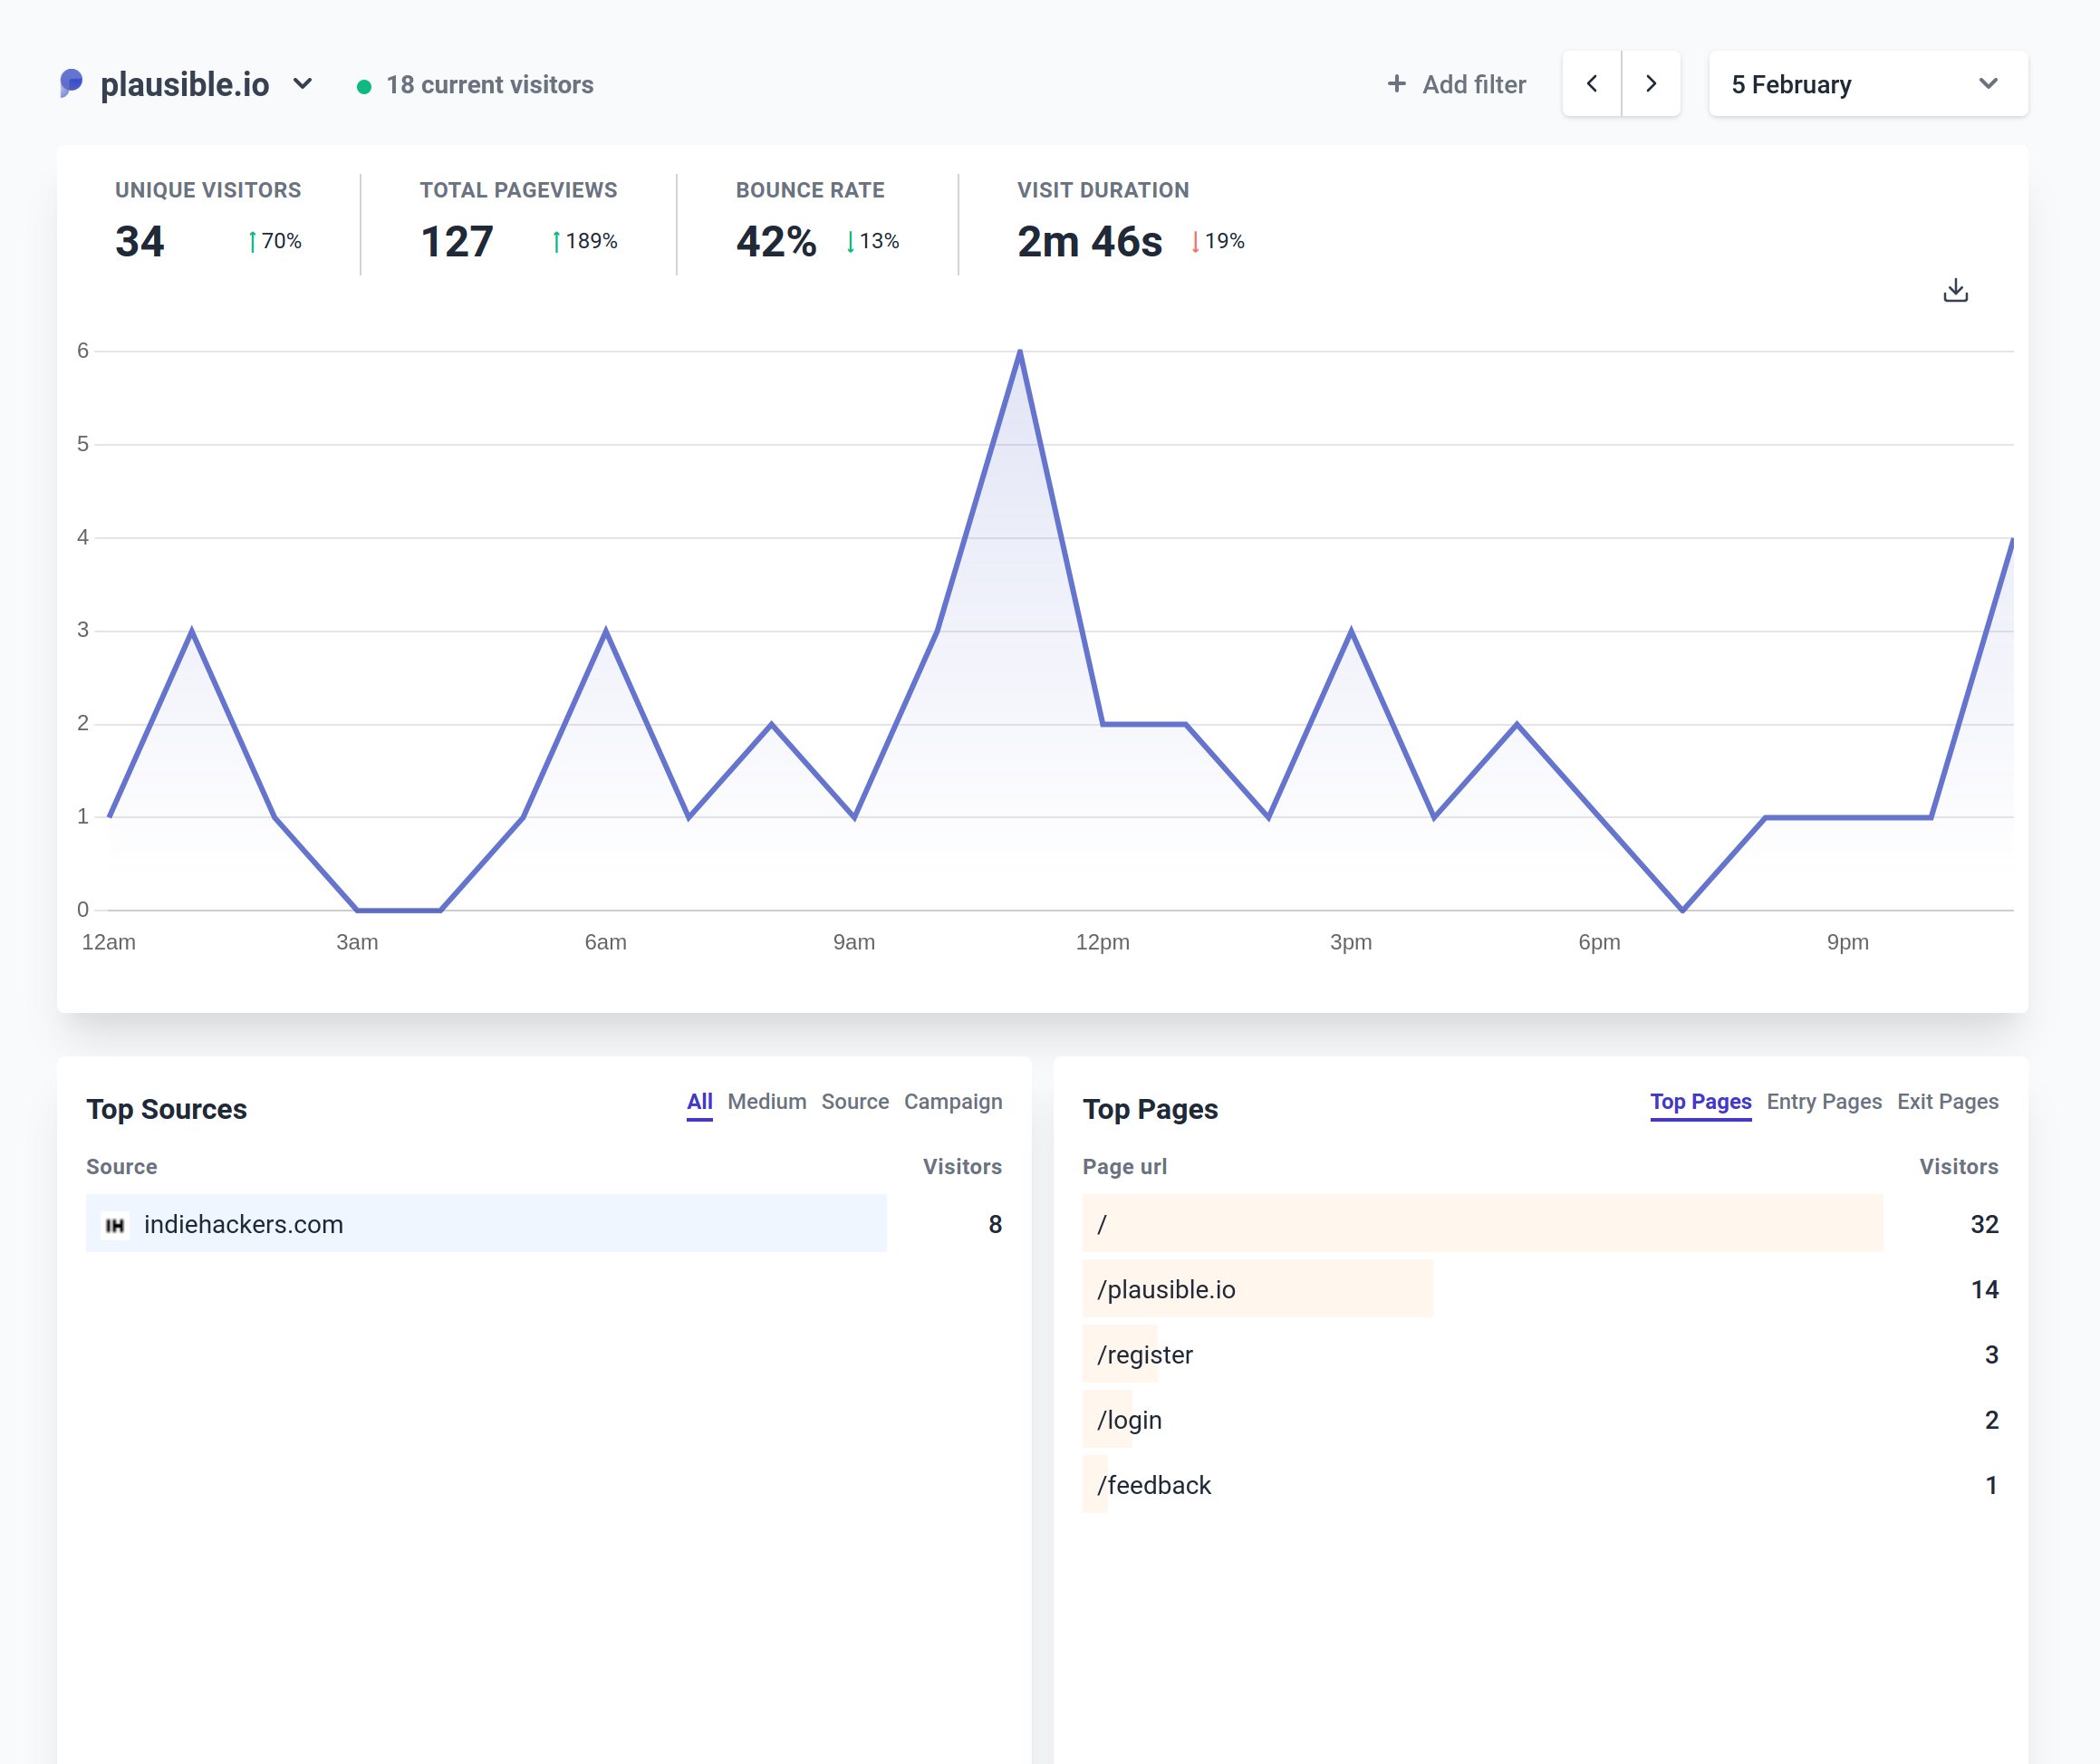 plausible.io
18 current visitors
Add filter
5 February
UNIQUE VISITORS
34
70%
TOTAL PAGEVIEWS
127
189%
BOUNCE RATE
42%
13%
VISIT DURATION
2m 46s
19%
6
5
4
3
2
1
0
12am 3am 6am 9am 12pm 3pm 6pm 9pm
Top Sources
All Medium Source Campaign
Source Visitors
IH indiehackers.com 8
Top Pages
Top Pages Entry Pages Exit Pages
Page url Visitors
/ 32
/plausible.io 14
/register 3
/login 2
/feedback 1